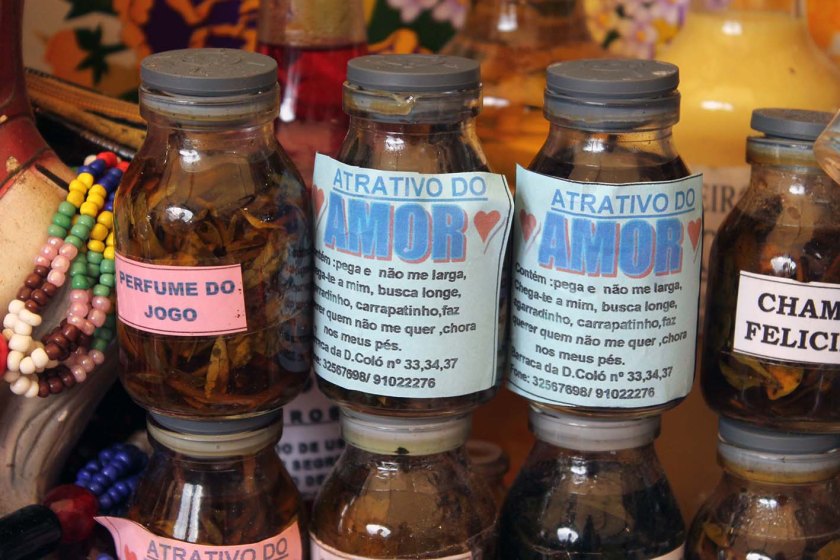 PERFUME DO
JOGO
ATRATIVO DO
AMOR
Contém :pega e não me larga,
Chega-te a mim, busca longe,
agarradinho, carrapatinho,faz
querer quem não me quer ,chora
nos meus pés.
Barraca da D.Coló nº 33,34,37
Fone: 32567698/ 91022276
ATRATIVO DO
AMOR
Contém :pega e não me larga,
Chega-te a mim, busca longe,
agarradinho, carrapatinho,faz
querer quem não me quer ,chora
nos meus pés.
Barraca da D.Coló nº 33,34,37
Fone: 32567698/ 91022276
CHAM
FELICI
EIRO
ATRATIVO DO